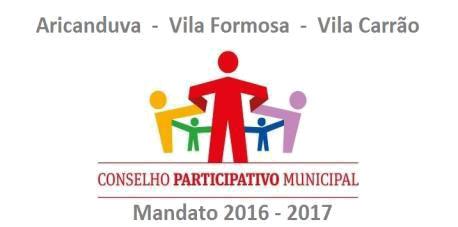 Aricanduva - Vila Formosa - Vila Carrão
CONSELHO PARTICIPATIVO MUNICIPAL
Mandato 2016 - 2017